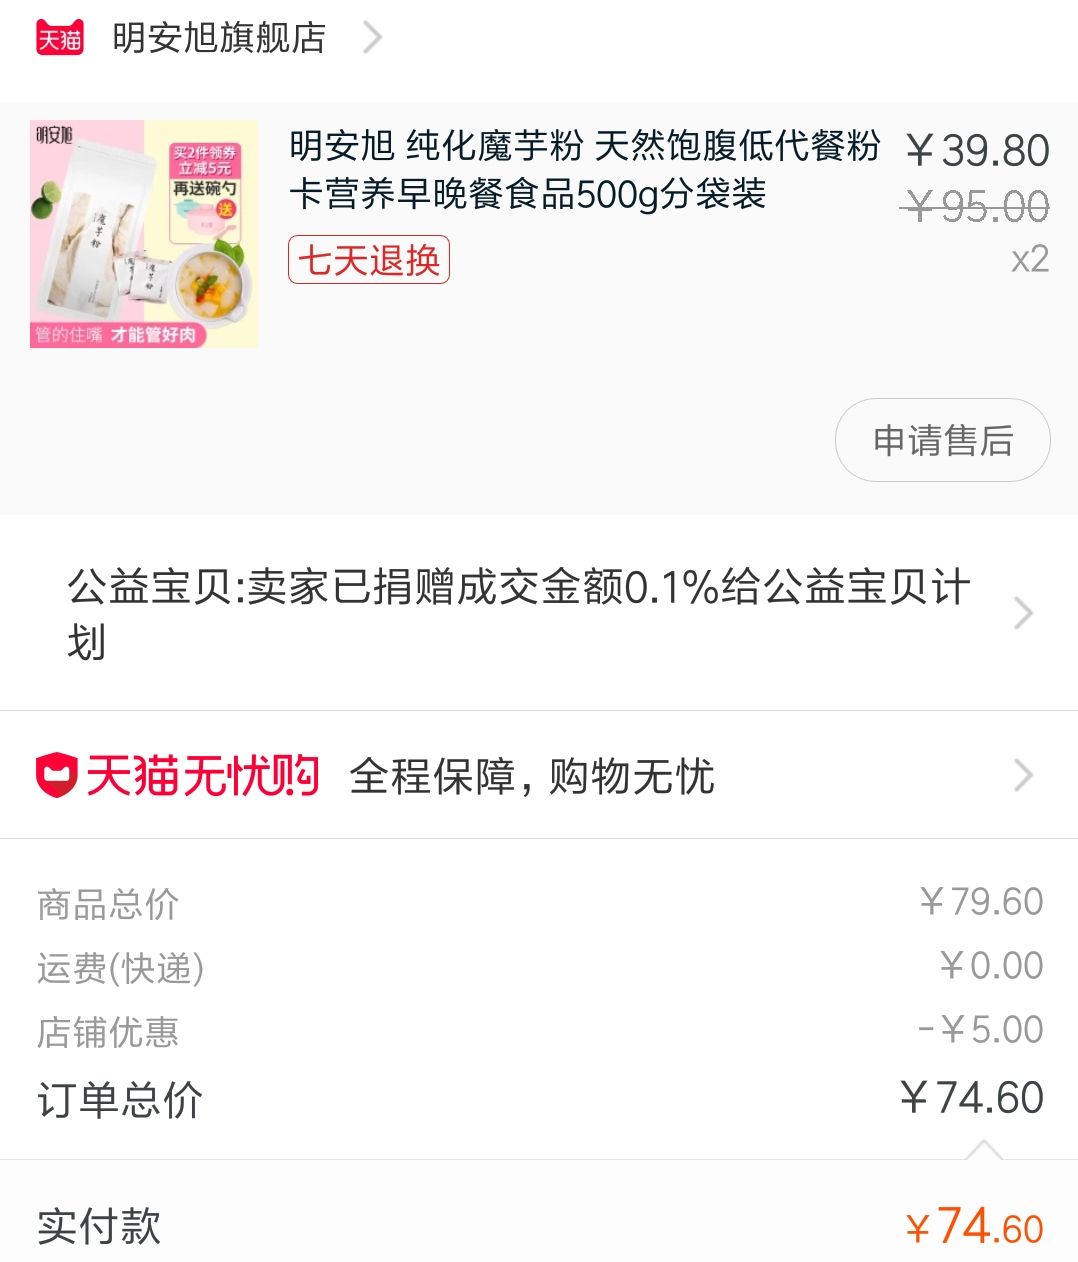 天猫 明安旭旗舰店
明安旭
买2件领券
立减5元
再送碗勺
送
魔芋粉
管的住嘴 才能管好肉
明安旭 纯化魔芋粉 天然饱腹低代餐粉 ￥39.80
卡营养早晚餐食品500g分袋装 ￥95.00
七天退换 x2
申请售后
公益宝贝:卖家已捐赠成交金额0.1%给公益宝贝计
划
天猫无忧购 全程保障，购物无忧
商品总价 ￥79.60
运费(快递) ￥0.00
店铺优惠 -￥5.00
订单总价 ￥74.60
实付款 ￥74.60